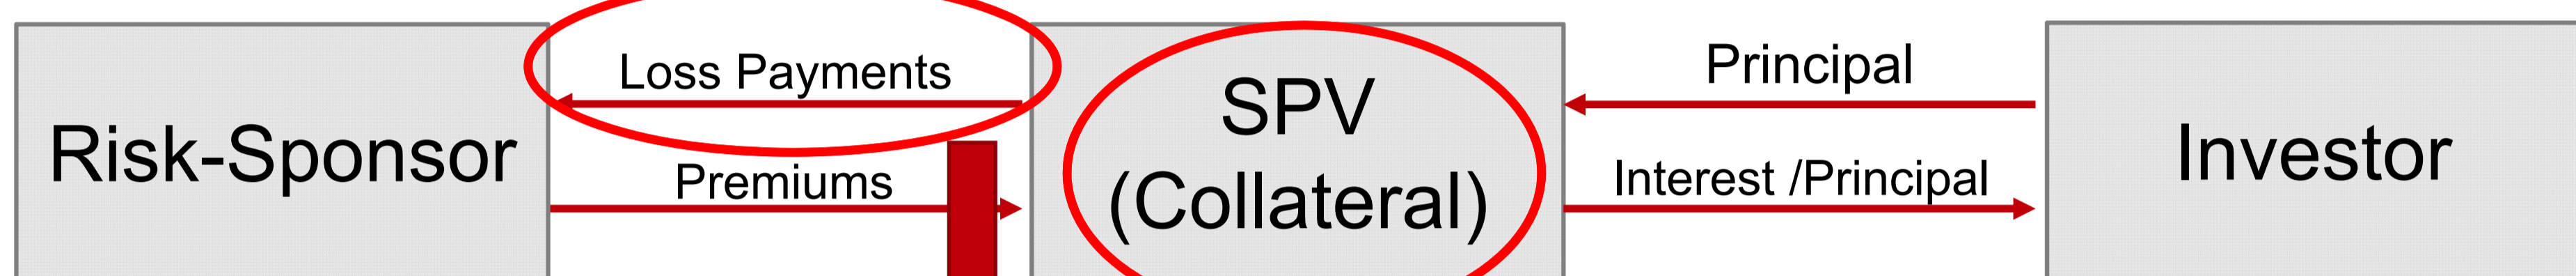 Risk-Sponsor
Loss Payments
Premiums
SPV
(Collateral)
Principal
Interest /Principal
Investor